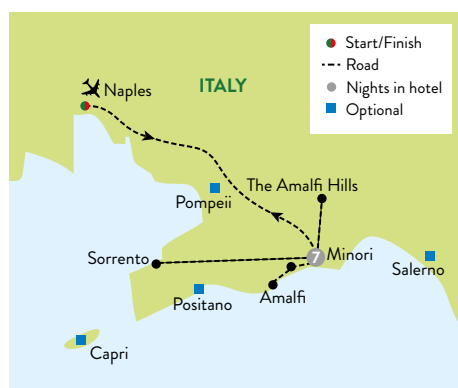 Start/Finish
Road
Nights in hotel
Optional
Naples
ITALY
The Amalfi Hills
Pompeii
Sorrento
7
Minori
Salerno
Positano
Amalfi
Capri